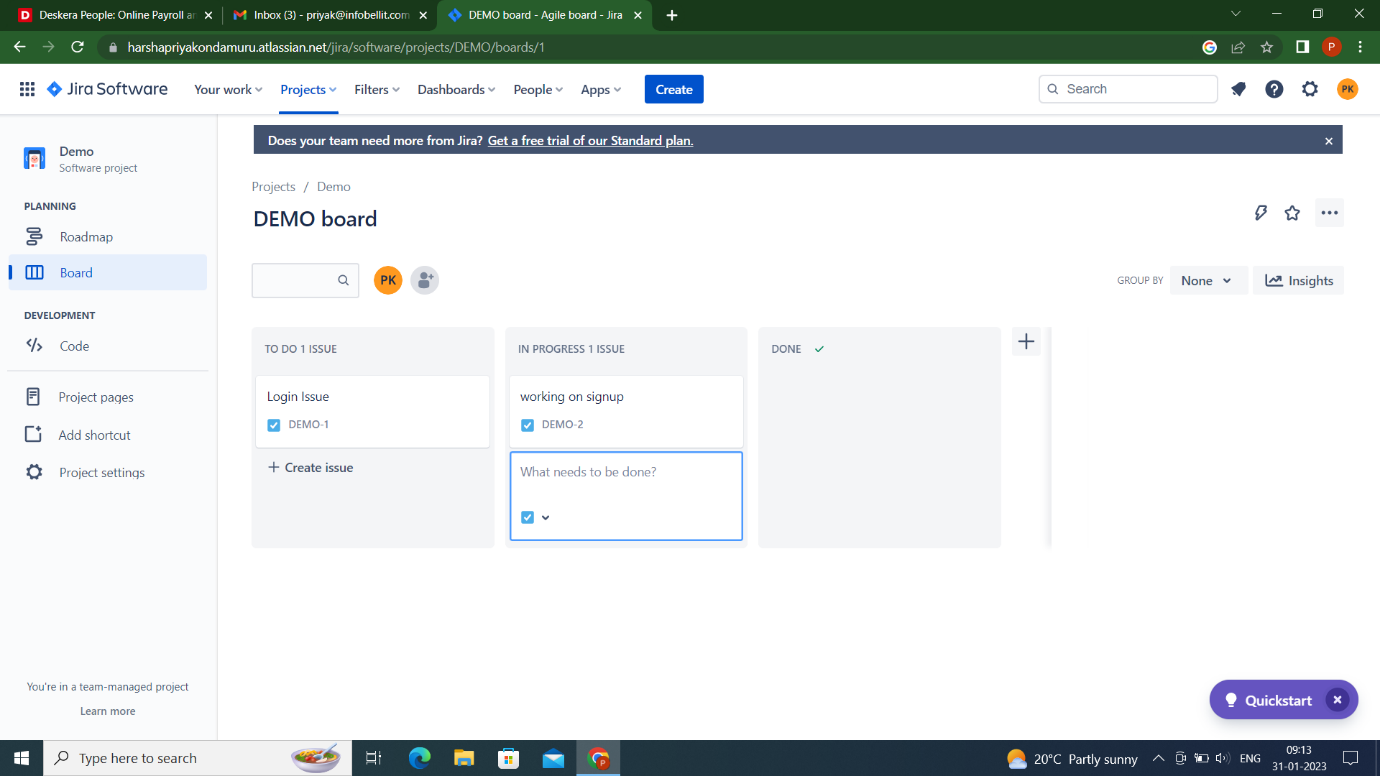 Deskera People: Online Payroll an
Inbox (3) - priyak@infobellit.com
DEMO board - Agile board - Jira
harshapriyakondamuru.atlassian.net/jira/software/projects/DEMO/boards/1
P
Jira Software
Your work
Projects
Filters
Dashboards
People
Apps
Create
Search
PK
Does your team need more from Jira? Get a free trial of our Standard plan.
Demo
Software project
PLANNING
Roadmap
Board
DEVELOPMENT
Code
Project pages
Add shortcut
Project settings
You're in a team-managed project
Learn more
Projects / Demo
DEMO board
PK
GROUP BY
None
Insights
TO DO 1 ISSUE
Login Issue
DEMO-1
+ Create issue
IN PROGRESS 1 ISSUE
working on signup
DEMO-2
What needs to be done?
DONE
Quickstart
Type here to search
P
20°C Partly sunny
ENG
09:13
31-01-2023